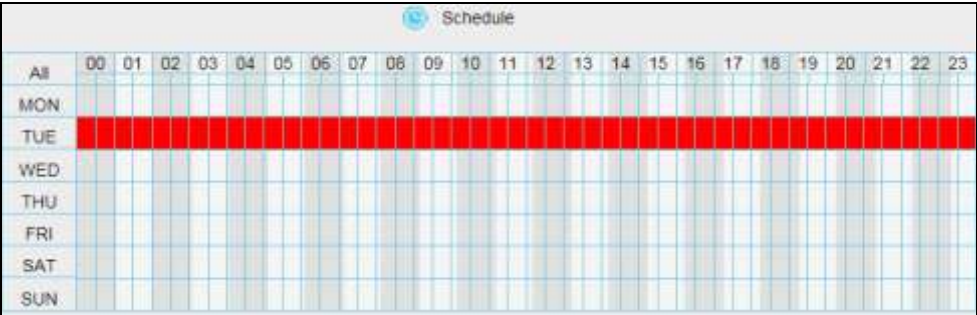 Schedule
All 00 01 02 03 04 05 06 07 08 09 10 11 12 13 14 15 16 17 18 19 20 21 22 23
MON
TUE
WED
THU
FRI
SAT
SUN